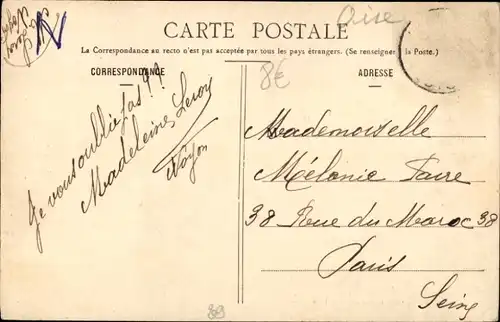 CARTE POSTALE
Oise
La Correspondance au recto n'est pas acceptée par tous les pays étrangers. (Se renseigner à la Poste.)
CORRESPONDANCE
8€
ADRESSE
Je vous oublie pas !!
Madeleine Leroy
Noyon
Mademoiselle
Mélanie Faire
38 Rue du Maroc 38
Paris
Seine